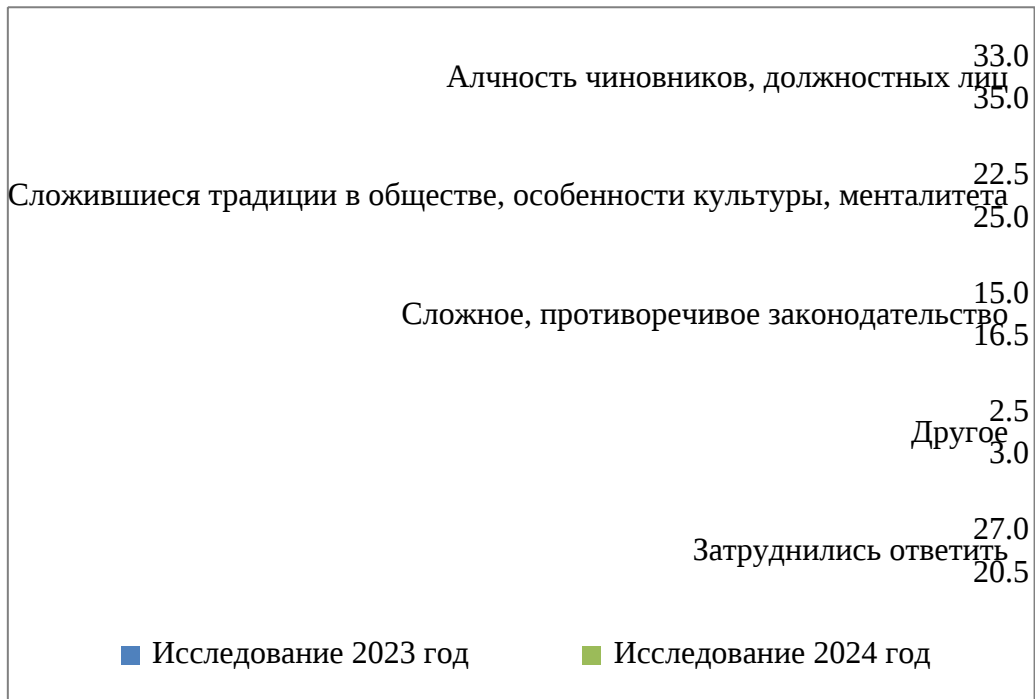 33.0
Алчность чиновников, должностных лиц
35.0
22.5
Сложившиеся традиции в обществе, особенности культуры, менталитета
25.0
15.0
Сложное, противоречивое законодательство
16.5
2.5
Другое
3.0
27.0
Затруднились ответить
20.5
Исследование 2023 год
Исследование 2024 год